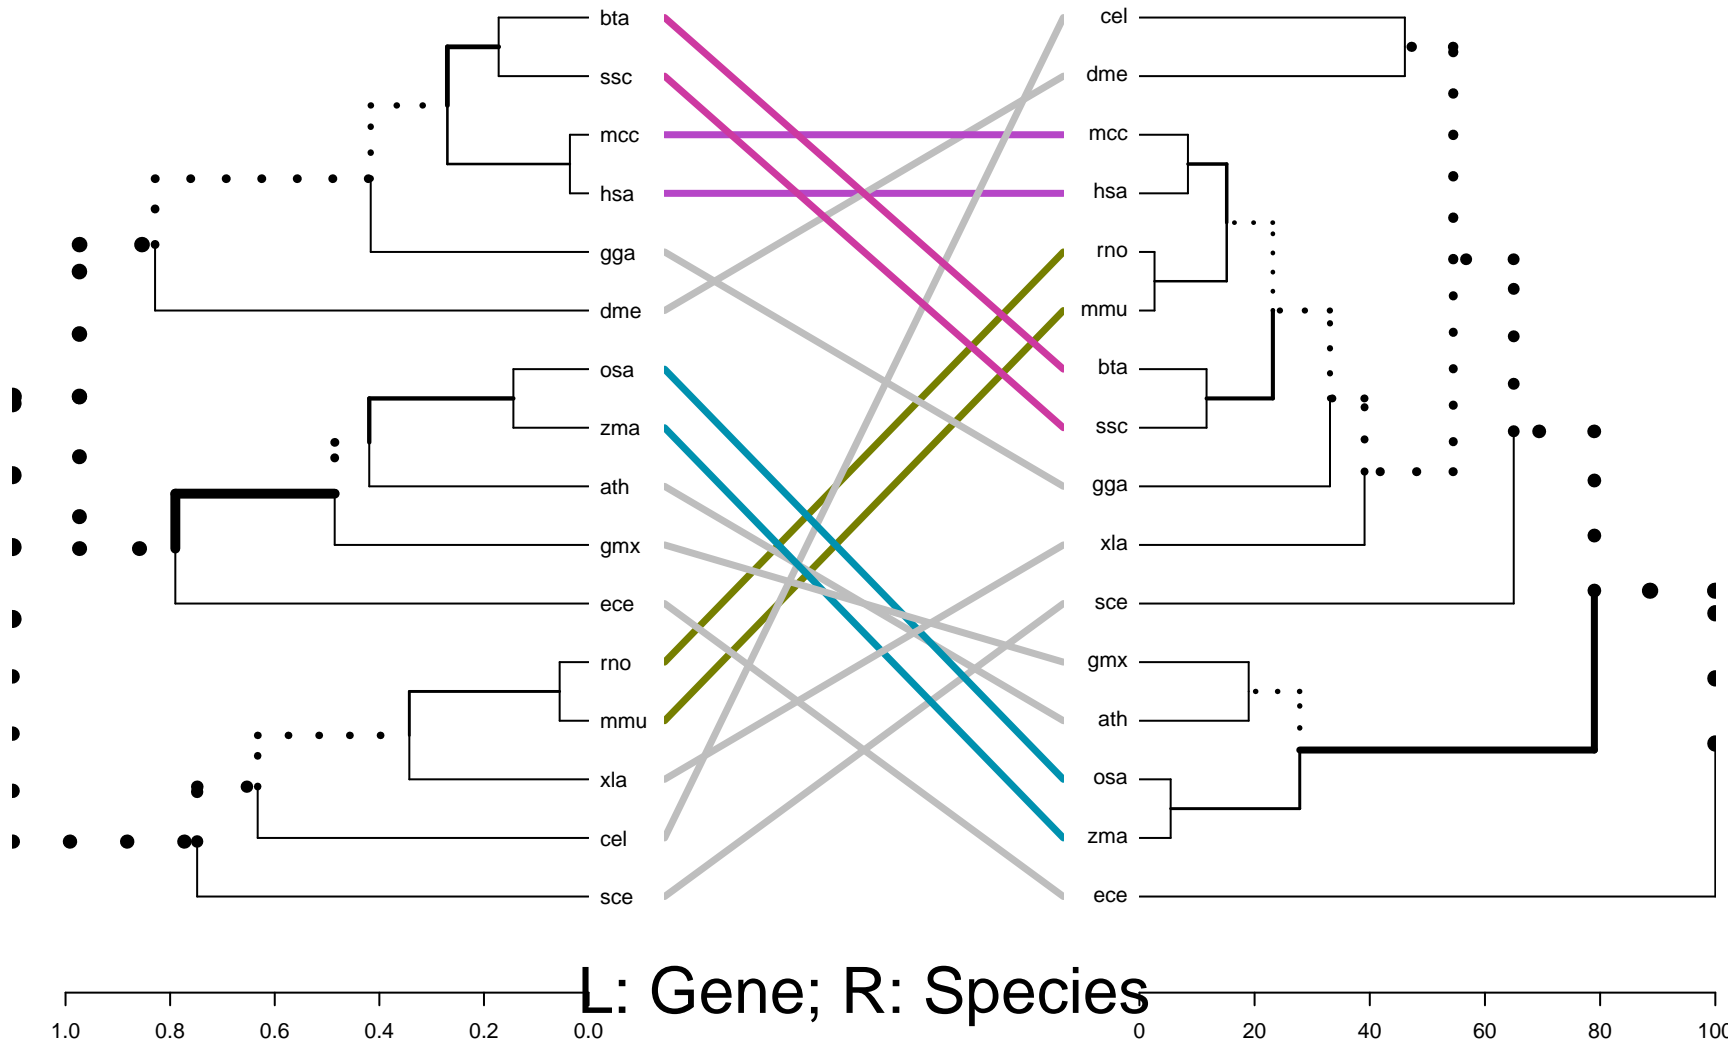 bta
ssc
mcc
hsa
gga
dme
osa
zma
ath
gmx
ece
rno
mmu
xla
cel
sce
cel
dme
mcc
hsa
rno
mmu
bta
ssc
gga
xla
sce
gmx
ath
osa
zma
ece
L: Gene; R: Species
1.0 0.8 0.6 0.4 0.2 0.0
0 20 40 60 80 100